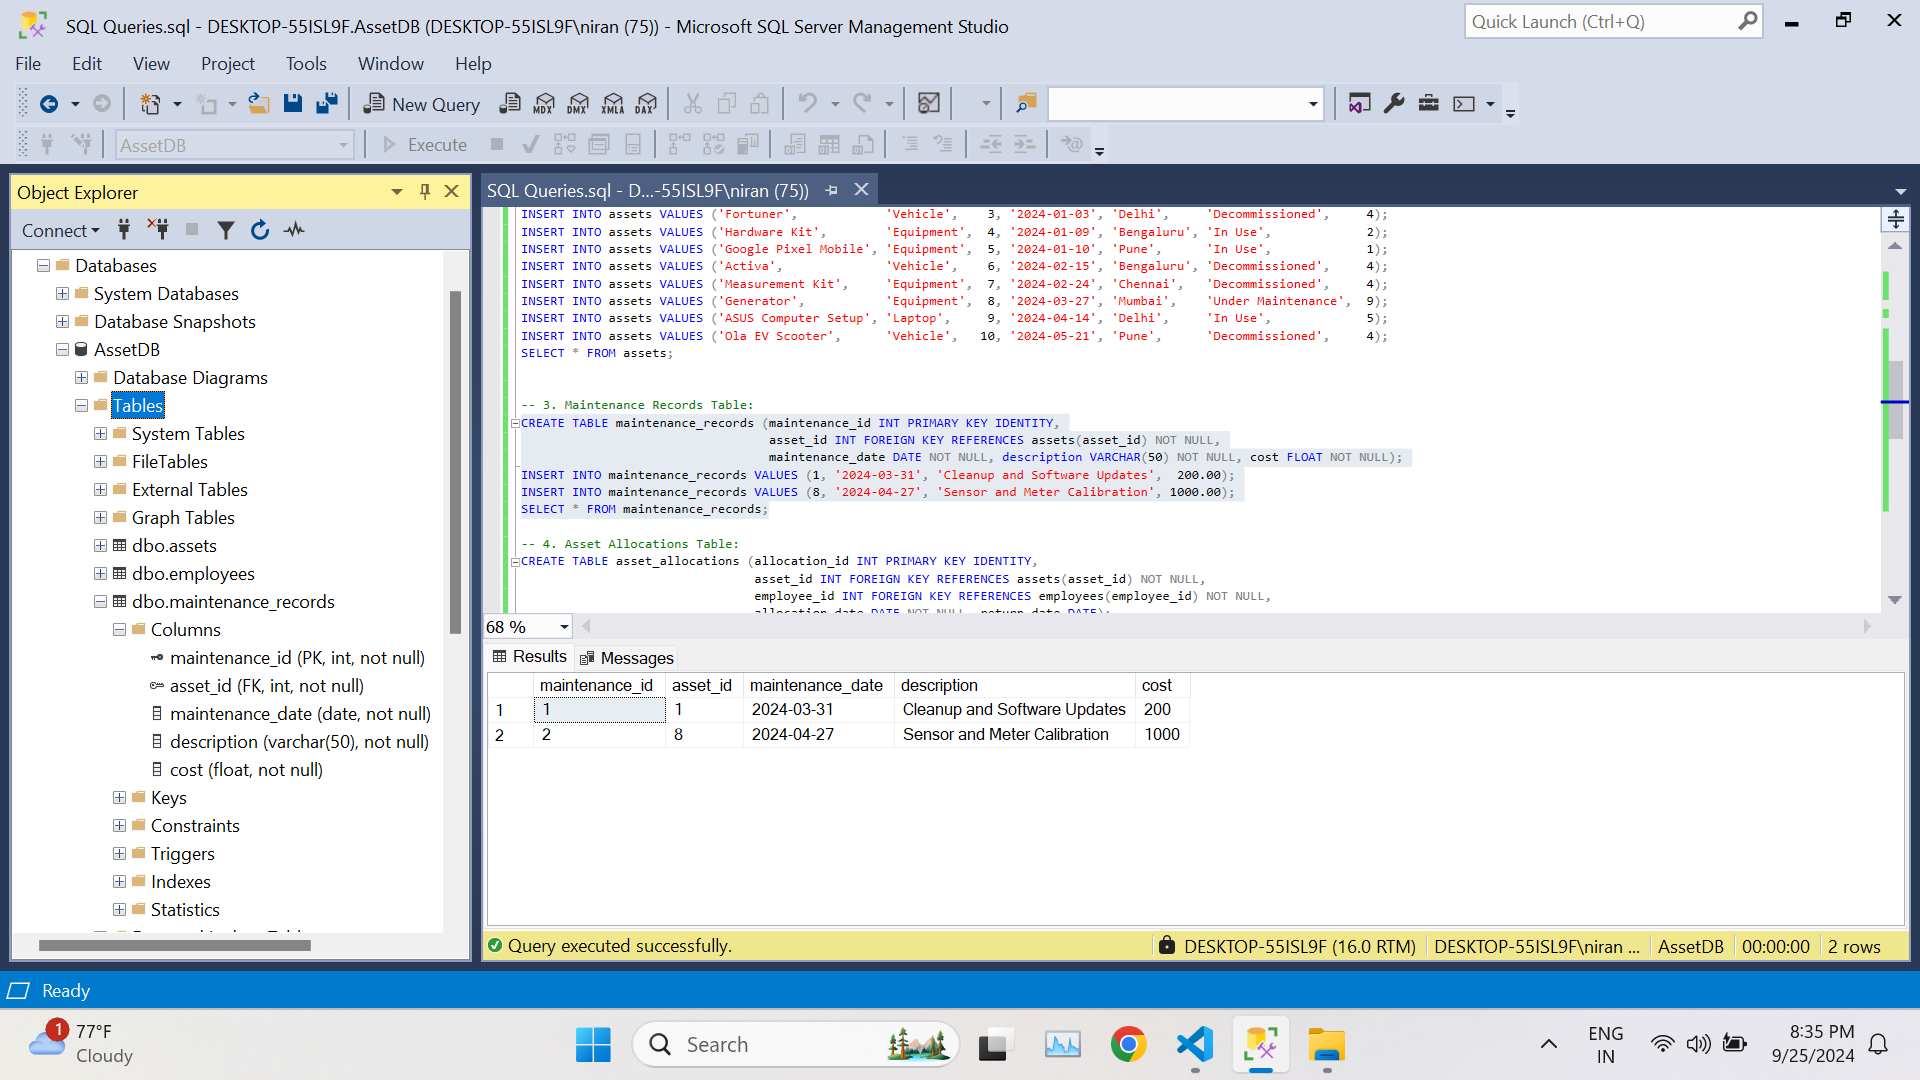 SQL Queries.sql - DESKTOP-55ISL9F.AssetDB (DESKTOP-55ISL9F\niran (75)) - Microsoft SQL Server Management Studio
Quick Launch (Ctrl+Q)
File Edit View Project Tools Window Help
New Query MDX DMX XMLA DAX
AssetDB Execute
Object Explorer
Connect
Databases
System Databases
Database Snapshots
AssetDB
Database Diagrams
Tables
System Tables
FileTables
External Tables
Graph Tables
dbo.assets
dbo.employees
dbo.maintenance_records
Columns
maintenance_id (PK, int, not null)
asset_id (FK, int, not null)
maintenance_date (date, not null)
description (varchar(50), not null)
cost (float, not null)
Keys
Constraints
Triggers
Indexes
Statistics
SQL Queries.sql - D...-55ISL9F\niran (75))
INSERT INTO assets VALUES ('Fortuner', 'Vehicle', 3, '2024-01-03', 'Delhi', 'Decommissioned', 4);
INSERT INTO assets VALUES ('Hardware Kit', 'Equipment', 4, '2024-01-09', 'Bengaluru', 'In Use', 2);
INSERT INTO assets VALUES ('Google Pixel Mobile', 'Equipment', 5, '2024-01-10', 'Pune', 'In Use', 1);
INSERT INTO assets VALUES ('Activa', 'Vehicle', 6, '2024-02-15', 'Bengaluru', 'Decommissioned', 4);
INSERT INTO assets VALUES ('Measurement Kit', 'Equipment', 7, '2024-02-24', 'Chennai', 'Decommissioned', 4);
INSERT INTO assets VALUES ('Generator', 'Equipment', 8, '2024-03-27', 'Mumbai', 'Under Maintenance', 9);
INSERT INTO assets VALUES ('ASUS Computer Setup', 'Laptop', 9, '2024-04-14', 'Delhi', 'In Use', 5);
INSERT INTO assets VALUES ('Ola EV Scooter', 'Vehicle', 10, '2024-05-21', 'Pune', 'Decommissioned', 4);
SELECT * FROM assets;
-- 3. Maintenance Records Table:
CREATE TABLE maintenance_records (maintenance_id INT PRIMARY KEY IDENTITY,
asset_id INT FOREIGN KEY REFERENCES assets(asset_id) NOT NULL,
maintenance_date DATE NOT NULL, description VARCHAR(50) NOT NULL, cost FLOAT NOT NULL);
INSERT INTO maintenance_records VALUES (1, '2024-03-31', 'Cleanup and Software Updates', 200.00);
INSERT INTO maintenance_records VALUES (8, '2024-04-27', 'Sensor and Meter Calibration', 1000.00);
SELECT * FROM maintenance_records;
-- 4. Asset Allocations Table:
CREATE TABLE asset_allocations (allocation_id INT PRIMARY KEY IDENTITY,
asset_id INT FOREIGN KEY REFERENCES assets(asset_id) NOT NULL,
employee_id INT FOREIGN KEY REFERENCES employees(employee_id) NOT NULL,
allocation_date DATE NOT NULL, return_date DATE);
68 %
Results Messages
maintenance_id asset_id maintenance_date description cost
1 1 1 2024-03-31 Cleanup and Software Updates 200
2 2 8 2024-04-27 Sensor and Meter Calibration 1000
Query executed successfully. DESKTOP-55ISL9F (16.0 RTM) DESKTOP-55ISL9F\niran ... AssetDB 00:00:00 2 rows
Ready
1 77°F
Cloudy
Search
ENG
IN
8:35 PM
9/25/2024